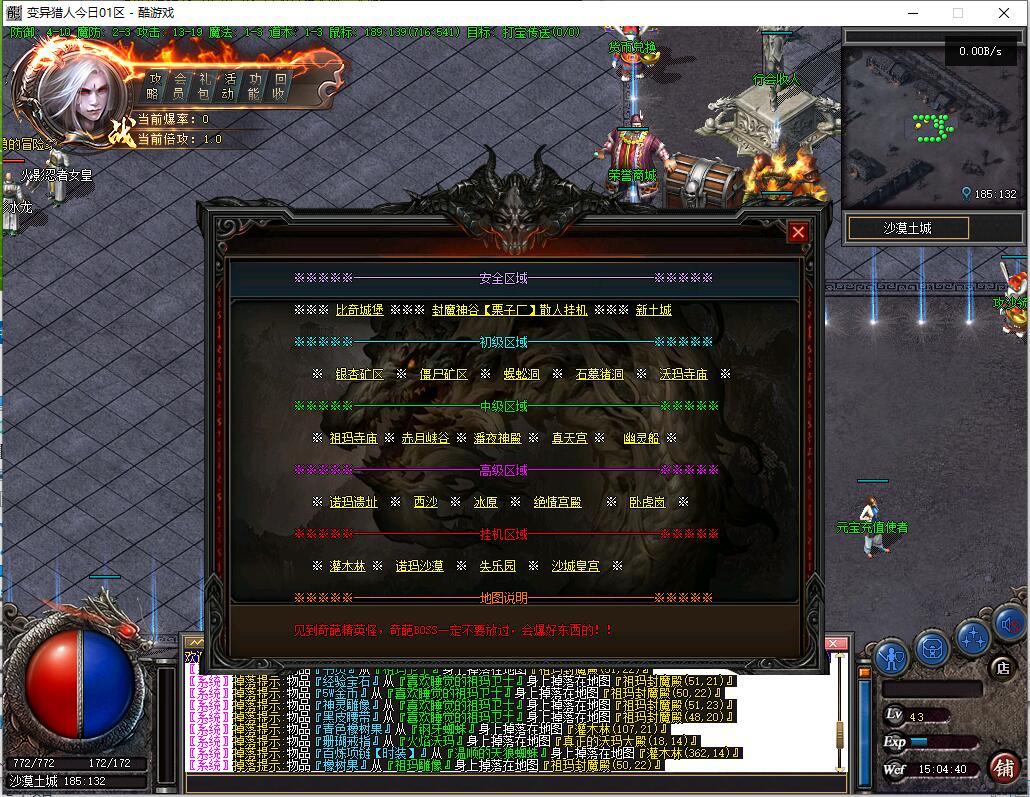 变异猎人今日01区 - 酷游戏
防御: 4-10 魔防: 2-3 攻击: 13-19 魔法: 1-3 道术: 1-3 鼠标: 189:139(716:541) 目标: 打宝传送(0/0)
货币兑换
0.00B/s
行会收人
攻略 会员 礼包 活动 功能 回收
当前爆率: 0
战
当前倍攻: 1.0
荣誉商城
火影忍者女皇
水龙
185:132
沙漠土城
※※※※※ 安全区域 ※※※※※
※※※ 比奇城堡 ※※※ 封魔神谷【栗子厂】散人挂机 ※※※ 新土城
※※※※※ 初级区域 ※※※※※
※ 银杏矿区 ※ 僵尸矿区 ※ 蜈蚣洞 ※ 石墓猪洞 ※ 沃玛寺庙 ※
※※※※※ 中级区域 ※※※※※
※ 祖玛寺庙 ※ 赤月峡谷 ※ 潘夜神殿 ※ 真天宫 ※ 幽灵船 ※
※※※※※ 高级区域 ※※※※※
※ 诺玛遗址 ※ 西沙 ※ 冰原 ※ 绝情宫殿 ※ 卧虎岗 ※
元宝充值使者
※※※※※ 挂机区域 ※※※※※
※ 灌木林 ※ 诺玛沙漠 ※ 失乐园 ※ 沙城皇宫 ※
※※※※※ 地图说明 ※※※※※
见到奇葩精英怪，奇葩BOSS一定不要放过，会爆好东西的！！
【系统】掉落提示:物品『经验宝石』从『喜欢睡觉的祖玛卫士』身上掉落在地图『祖玛封魔殿(51,21)』
【系统】掉落提示:物品『5W金币』从『喜欢睡觉的祖玛卫士』身上掉落在地图『祖玛封魔殿(50,22)』
【系统】掉落提示:物品『神灵雕像』从『喜欢睡觉的祖玛卫士』身上掉落在地图『祖玛封魔殿(51,23)』
【系统】掉落提示:物品『黑皮腰带』从『喜欢睡觉的祖玛卫士』身上掉落在地图『祖玛封魔殿(48,20)』
【系统】掉落提示:物品『青色橡树果』从『钢牙蜘蛛』身上掉落在地图『灌木林(107,21)』
【系统】掉落提示:物品『珊瑚戒指』从『火焰沃玛』身上掉落在地图『真正的沃玛大殿(18,14)』
【系统】掉落提示:物品『百炼项链【时装】』从『温顺的天狼蜘蛛』身上掉落在地图『灌木林(362,14)』
【系统】掉落提示:物品『橡树果』从『祖玛雕像』身上掉落在地图『祖玛封魔殿(50,22)』
店
Lv 43
Exp
Wef 15:04:40
铺
772/772 172/172
沙漠土城 185:132